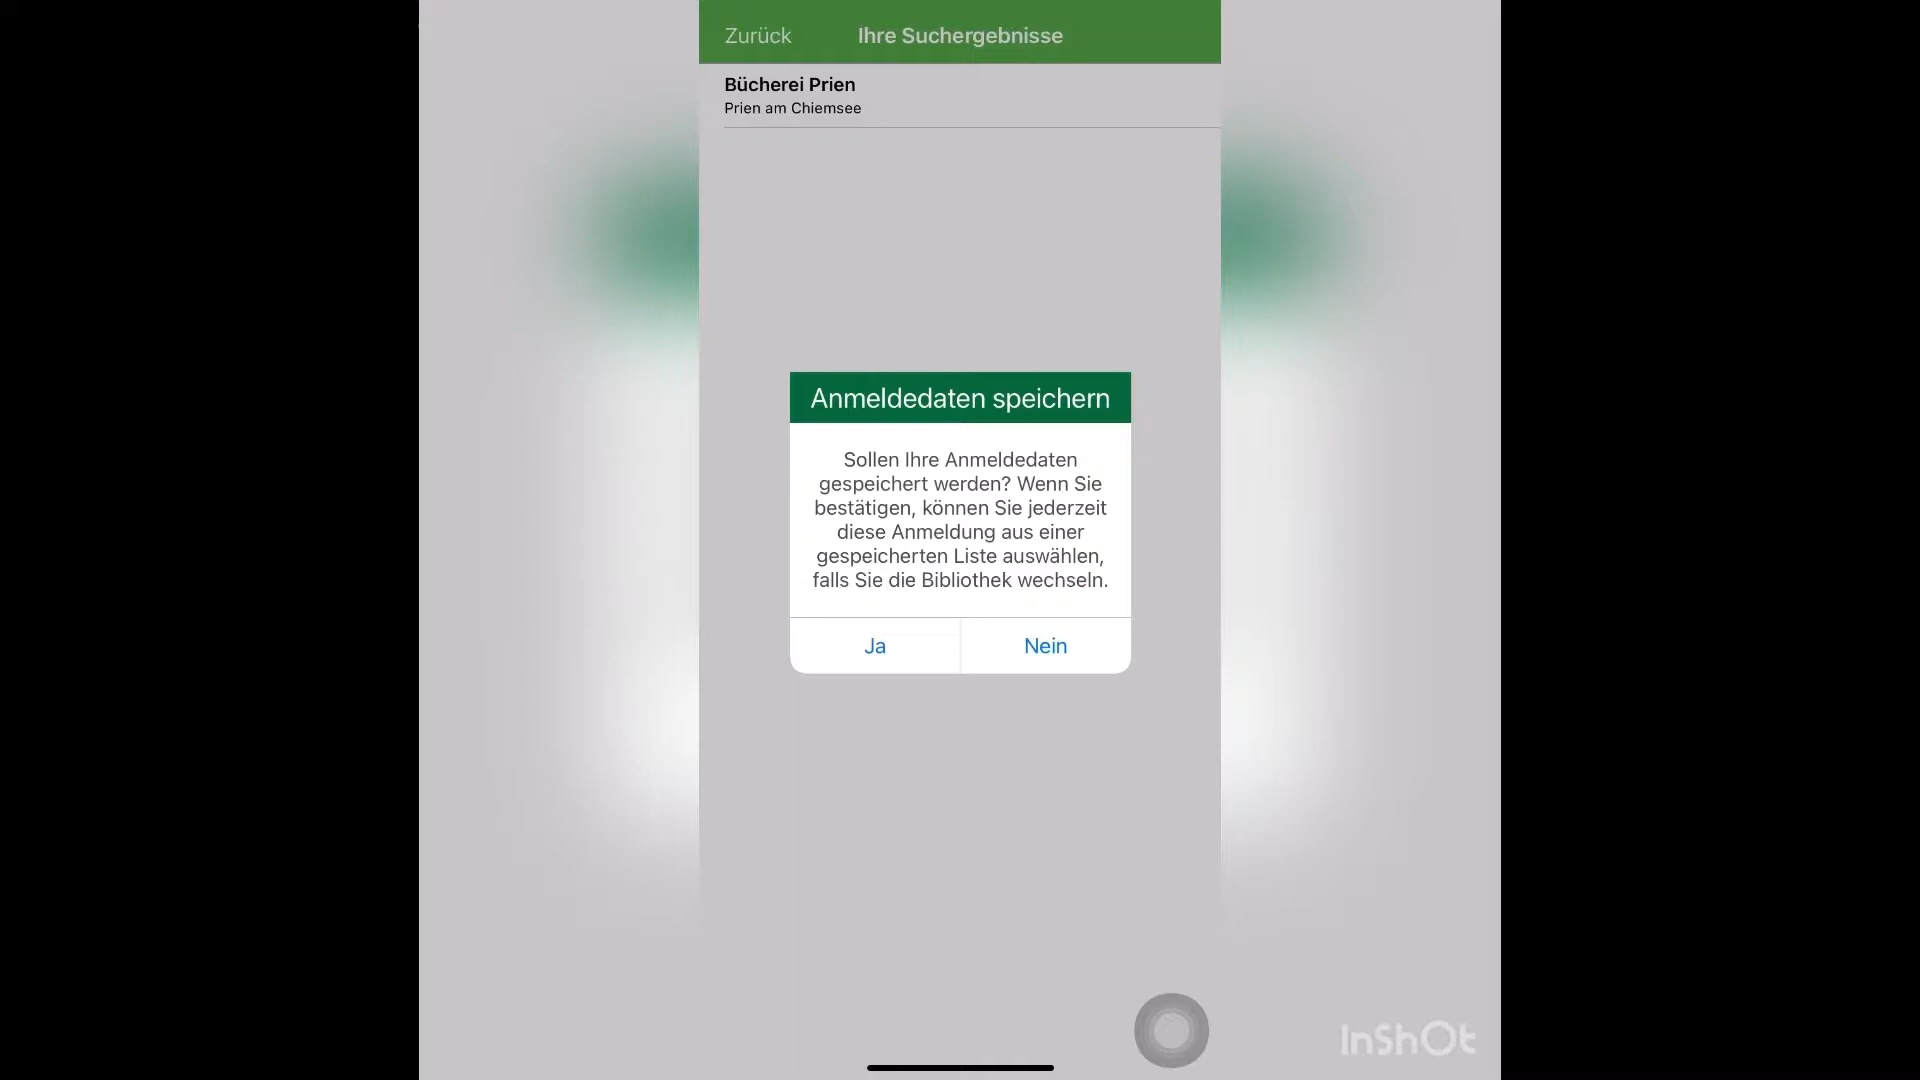 Zurück
Ihre Suchergebnisse
Bücherei Prien
Prien am Chiemsee
Anmeldedaten speichern
Sollen Ihre Anmeldedaten
gespeichert werden? Wenn Sie
bestätigen, können Sie jederzeit
diese Anmeldung aus einer
gespeicherten Liste auswählen,
falls Sie die Bibliothek wechseln.
Ja
Nein
InShOt